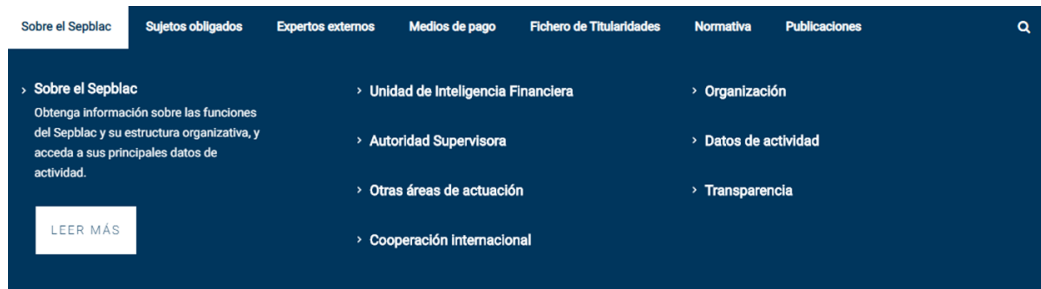 Sobre el Sepblac
Sujetos obligados
Expertos externos
Medios de pago
Fichero de Titularidades
Normativa
Publicaciones
Sobre el Sepblac
Obtenga información sobre las funciones
del Sepblac y su estructura organizativa, y
acceda a sus principales datos de
actividad.
LEER MÁS
Unidad de Inteligencia Financiera
Autoridad Supervisora
Otras áreas de actuación
Cooperación internacional
Organización
Datos de actividad
Transparencia